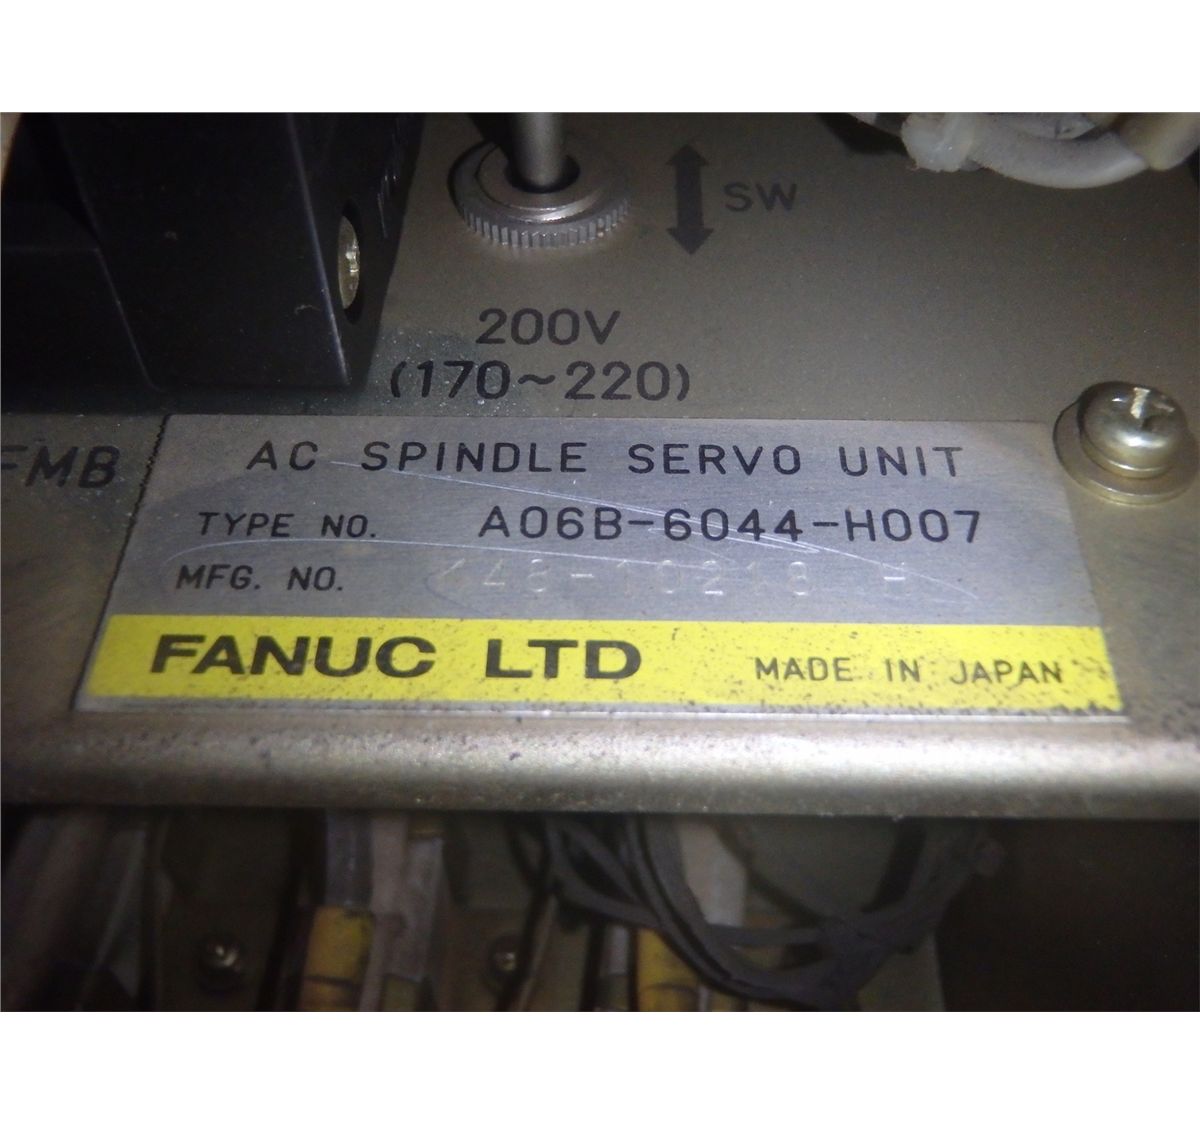 SW
200V
(170~220)
FMB
AC SPINDLE SERVO UNIT
TYPE NO. A06B-6044-H007
MFG. NO.
FANUC LTD MADE IN JAPAN